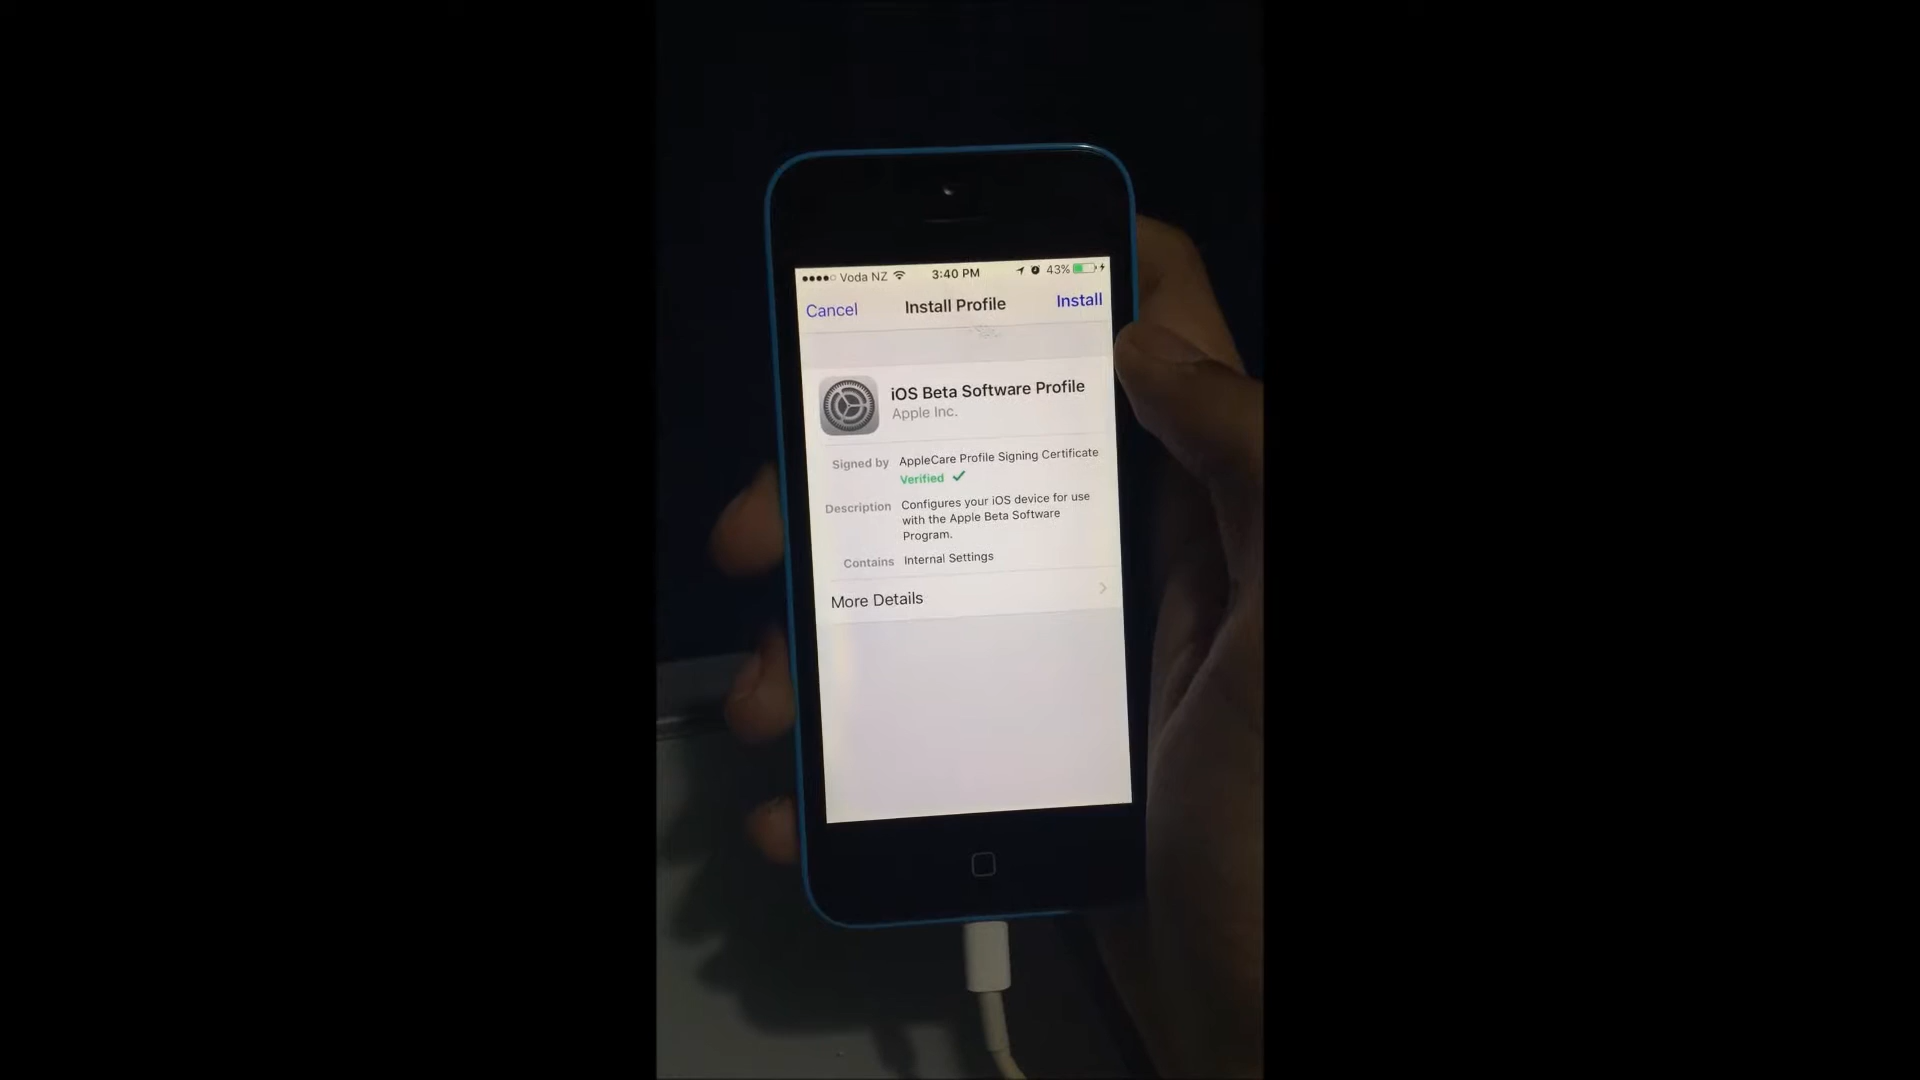 Voda NZ 3:40 PM 43%
Cancel Install Profile Install
iOS Beta Software Profile
Apple Inc.
Signed by AppleCare Profile Signing Certificate
Verified
Description Configures your iOS device for use
with the Apple Beta Software
Program.
Contains Internal Settings
More Details